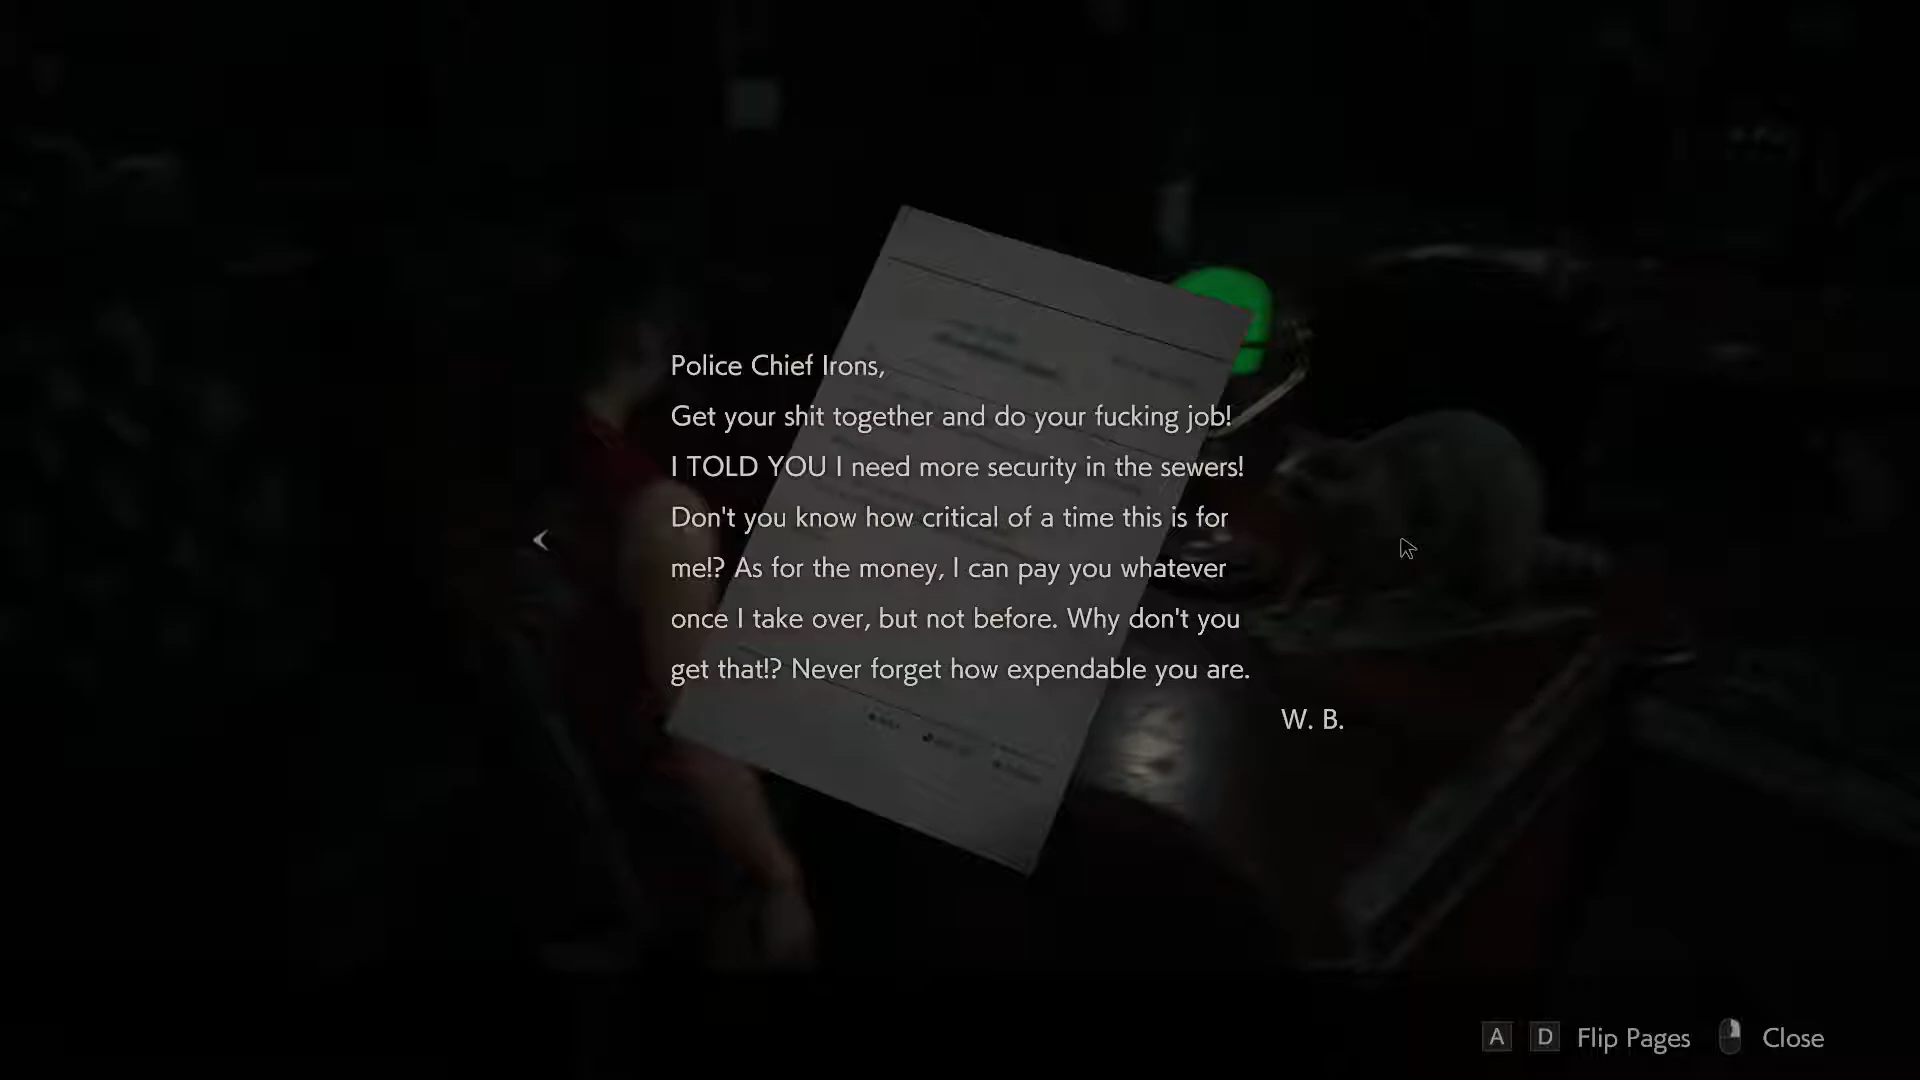 Police Chief Irons,
Get your shit together and do your fucking job!
I TOLD YOU I need more security in the sewers!
Don't you know how critical of a time this is for
me!? As for the money, I can pay you whatever
once I take over, but not before. Why don't you
get that!? Never forget how expendable you are.
W. B.
A D Flip Pages Close